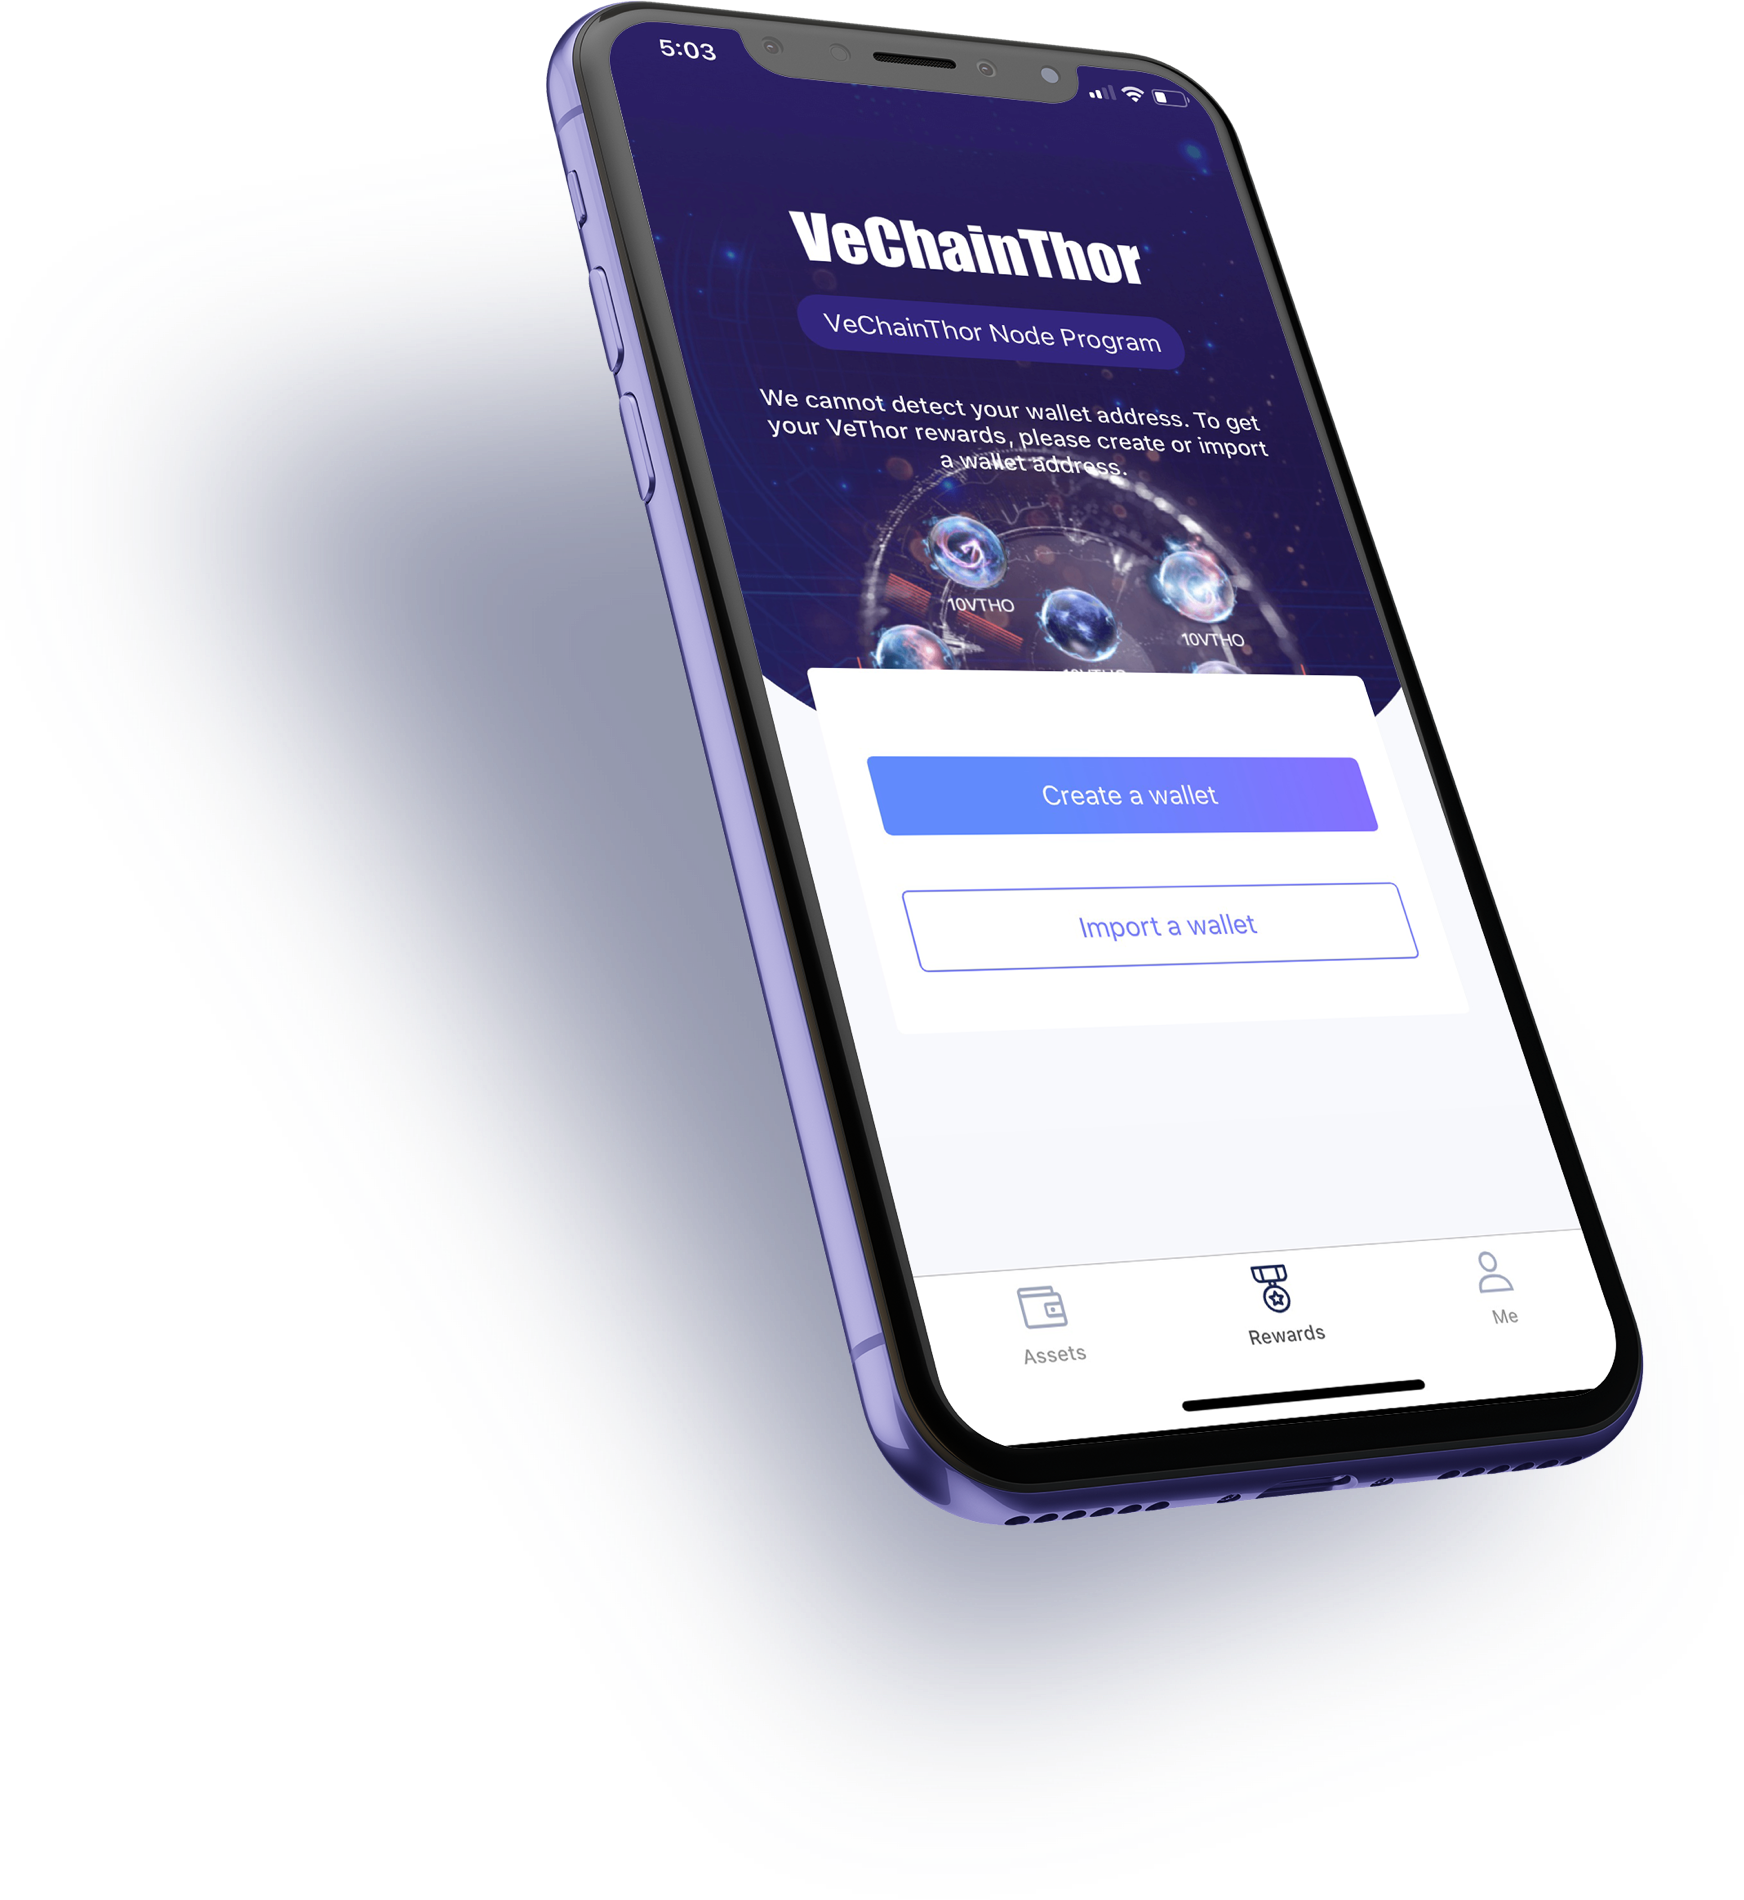 5:03
VeChainThor
VeChainThor Node Program
We cannot detect your wallet address. To get
your VeThor rewards, please create or import
a wallet address.
10VTHO
10VTHO
Create a wallet
Import a wallet
Assets
Rewards
Me